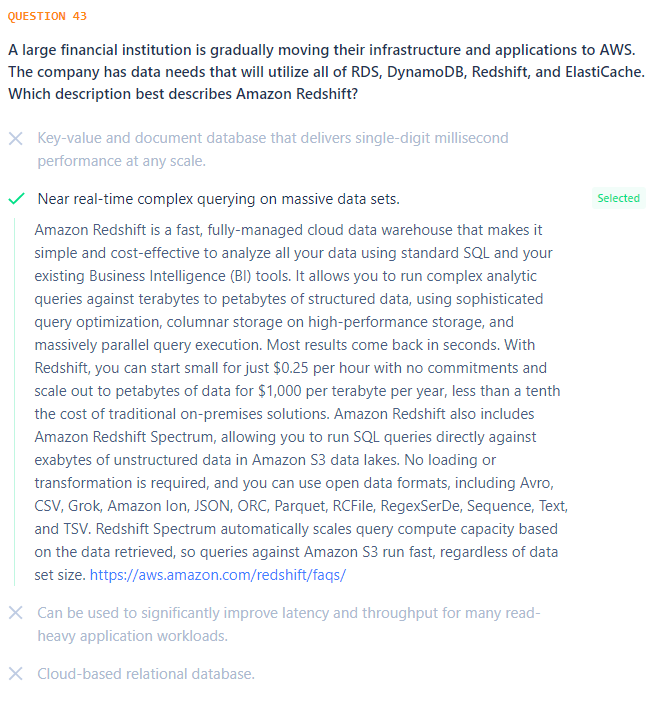 QUESTION 43
A large financial institution is gradually moving their infrastructure and applications to AWS.
The company has data needs that will utilize all of RDS, DynamoDB, Redshift, and ElastiCache.
Which description best describes Amazon Redshift?
Key-value and document database that delivers single-digit millisecond
performance at any scale.
Near real-time complex querying on massive data sets.
Selected
Amazon Redshift is a fast, fully-managed cloud data warehouse that makes it
simple and cost-effective to analyze all your data using standard SQL and your
existing Business Intelligence (BI) tools. It allows you to run complex analytic
queries against terabytes to petabytes of structured data, using sophisticated
query optimization, columnar storage on high-performance storage, and
massively parallel query execution. Most results come back in seconds. With
Redshift, you can start small for just $0.25 per hour with no commitments and
scale out to petabytes of data for $1,000 per terabyte per year, less than a tenth
the cost of traditional on-premises solutions. Amazon Redshift also includes
Amazon Redshift Spectrum, allowing you to run SQL queries directly against
exabytes of unstructured data in Amazon S3 data lakes. No loading or
transformation is required, and you can use open data formats, including Avro,
CSV, Grok, Amazon Ion, JSON, ORC, Parquet, RCFile, RegexSerDe, Sequence, Text,
and TSV. Redshift Spectrum automatically scales query compute capacity based
on the data retrieved, so queries against Amazon S3 run fast, regardless of data
set size. https://aws.amazon.com/redshift/faqs/
Can be used to significantly improve latency and throughput for many read-
heavy application workloads.
Cloud-based relational database.